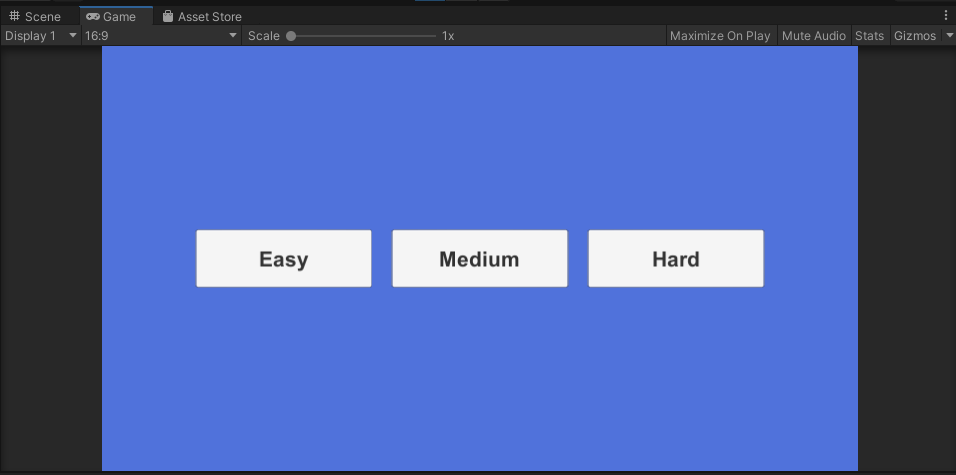 Scene Game Asset Store
Display 1 16:9 Scale 1x Maximize On Play Mute Audio Stats Gizmos
Easy Medium Hard